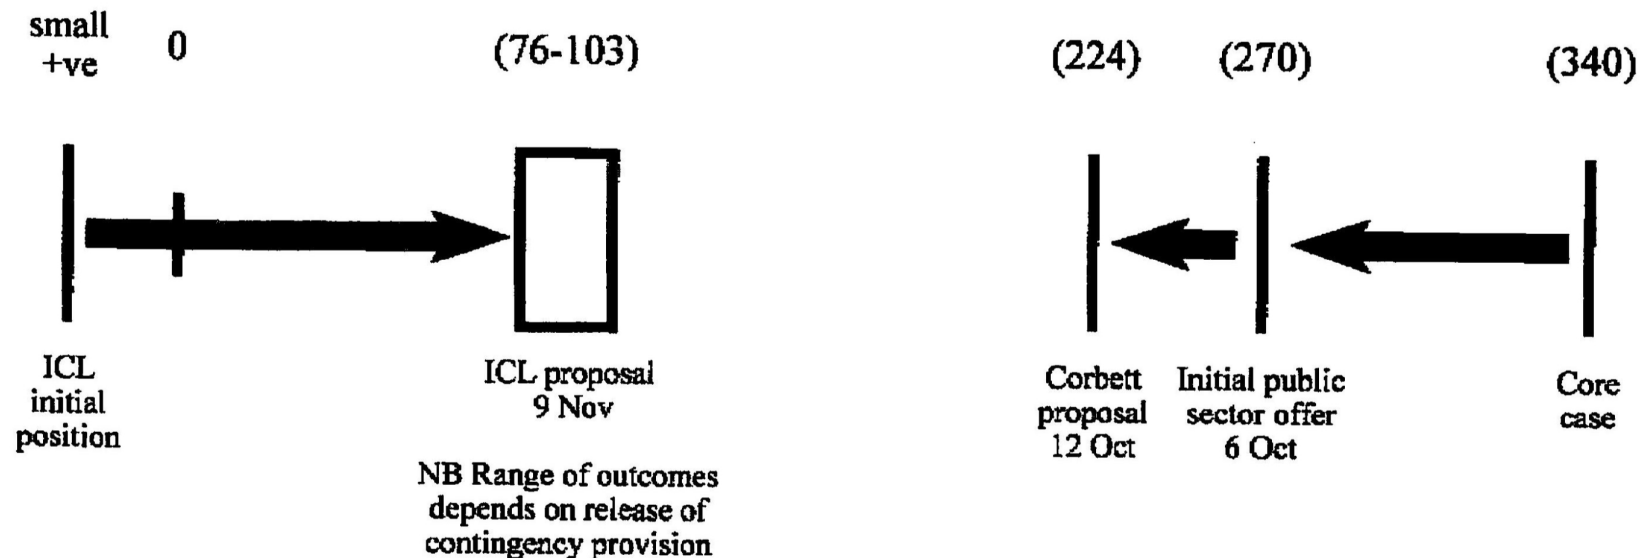 small
+ve
0
(76-103)
(224)
(270)
(340)
ICL
initial
position
ICL proposal
9 Nov
NB Range of outcomes
depends on release of
contingency provision
Corbett
proposal
12 Oct
Initial public
sector offer
6 Oct
Core
case